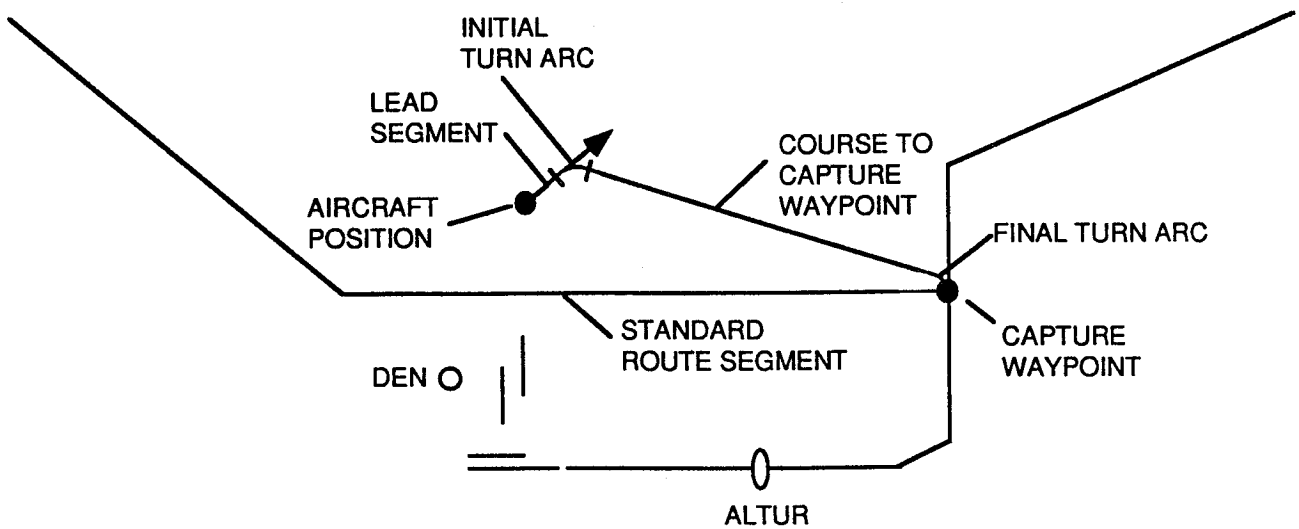 INITIAL
TURN ARC
LEAD
SEGMENT
COURSE TO
CAPTURE
WAYPOINT
AIRCRAFT
POSITION
FINAL TURN ARC
STANDARD
ROUTE SEGMENT
CAPTURE
WAYPOINT
DEN
ALTUR